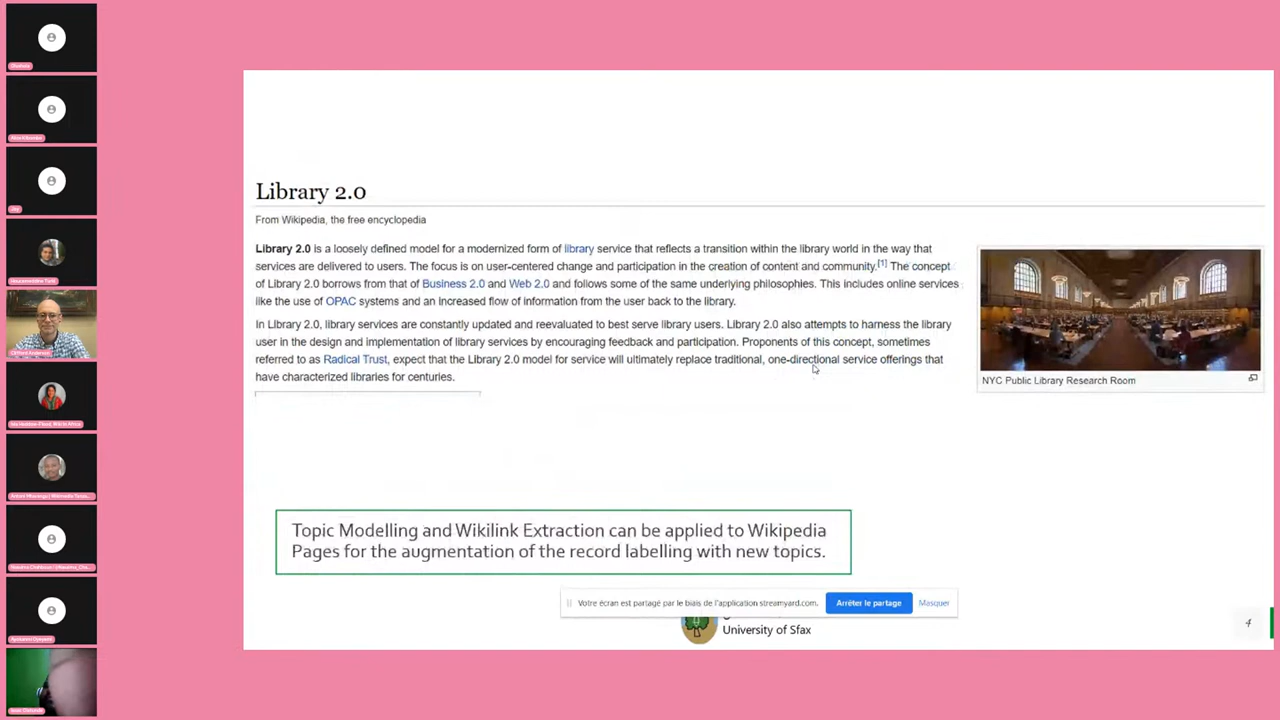 Library 2.0
From Wikipedia, the free encyclopedia
Library 2.0 is a loosely defined model for a modernized form of library service that reflects a transition within the library world in the way that
services are delivered to users. The focus is on user-centered change and participation in the creation of content and community.[1] The concept
of Library 2.0 borrows from that of Business 2.0 and Web 2.0 and follows some of the same underlying philosophies. This includes online services
like the use of OPAC systems and an increased flow of information from the user back to the library.
In Library 2.0, library services are constantly updated and reevaluated to best serve library users. Library 2.0 also attempts to harness the library
user in the design and implementation of library services by encouraging feedback and participation. Proponents of this concept, sometimes
referred to as Radical Trust, expect that the Library 2.0 model for service will ultimately replace traditional, one-directional service offerings that
have characterized libraries for centuries.
NYC Public Library Research Room
Topic Modelling and Wikilink Extraction can be applied to Wikipedia
Pages for the augmentation of the record labelling with new topics.
Votre écran est partagé par le biais de l'application streamyard.com.
Arrêter le partage
Masquer
University of Sfax
4
Clifford Anderson